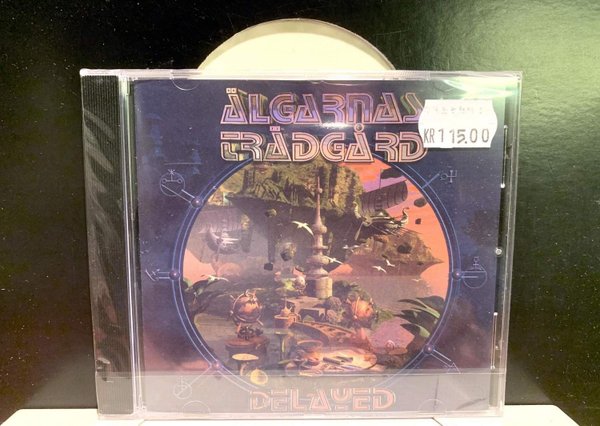 ÄLGARNAS
TRÄDGÅRD
KR 115.00
DELAYED